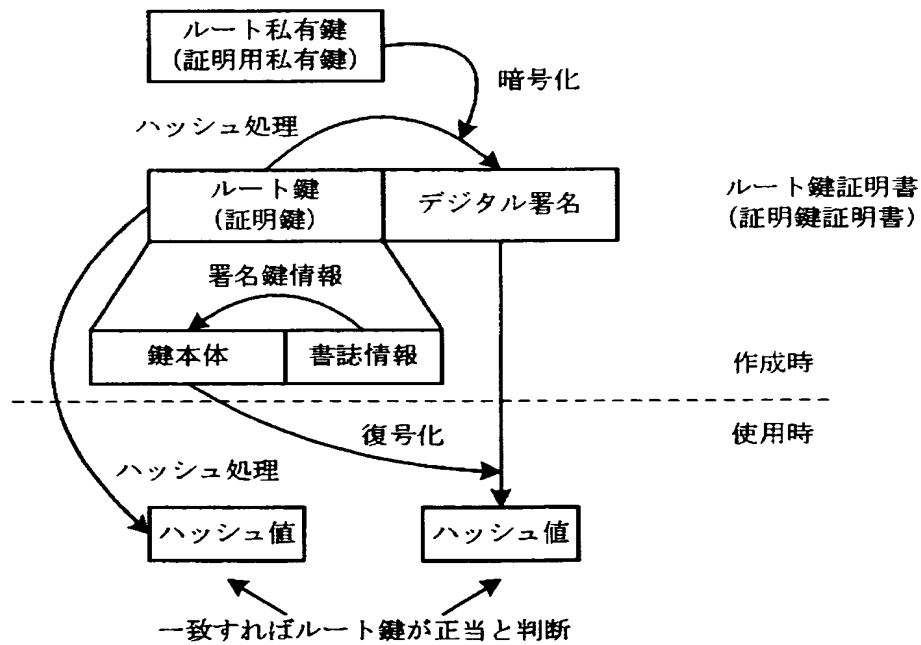 ルート私有鍵
(証明用私有鍵)
暗号化
ハッシュ処理
ルート鍵
(証明鍵)
デジタル署名
ルート鍵証明書
(証明鍵証明書)
署名鍵情報
鍵本体
書誌情報
作成時
復号化
使用時
ハッシュ処理
ハッシュ値
ハッシュ値
一致すればルート鍵が正当と判断